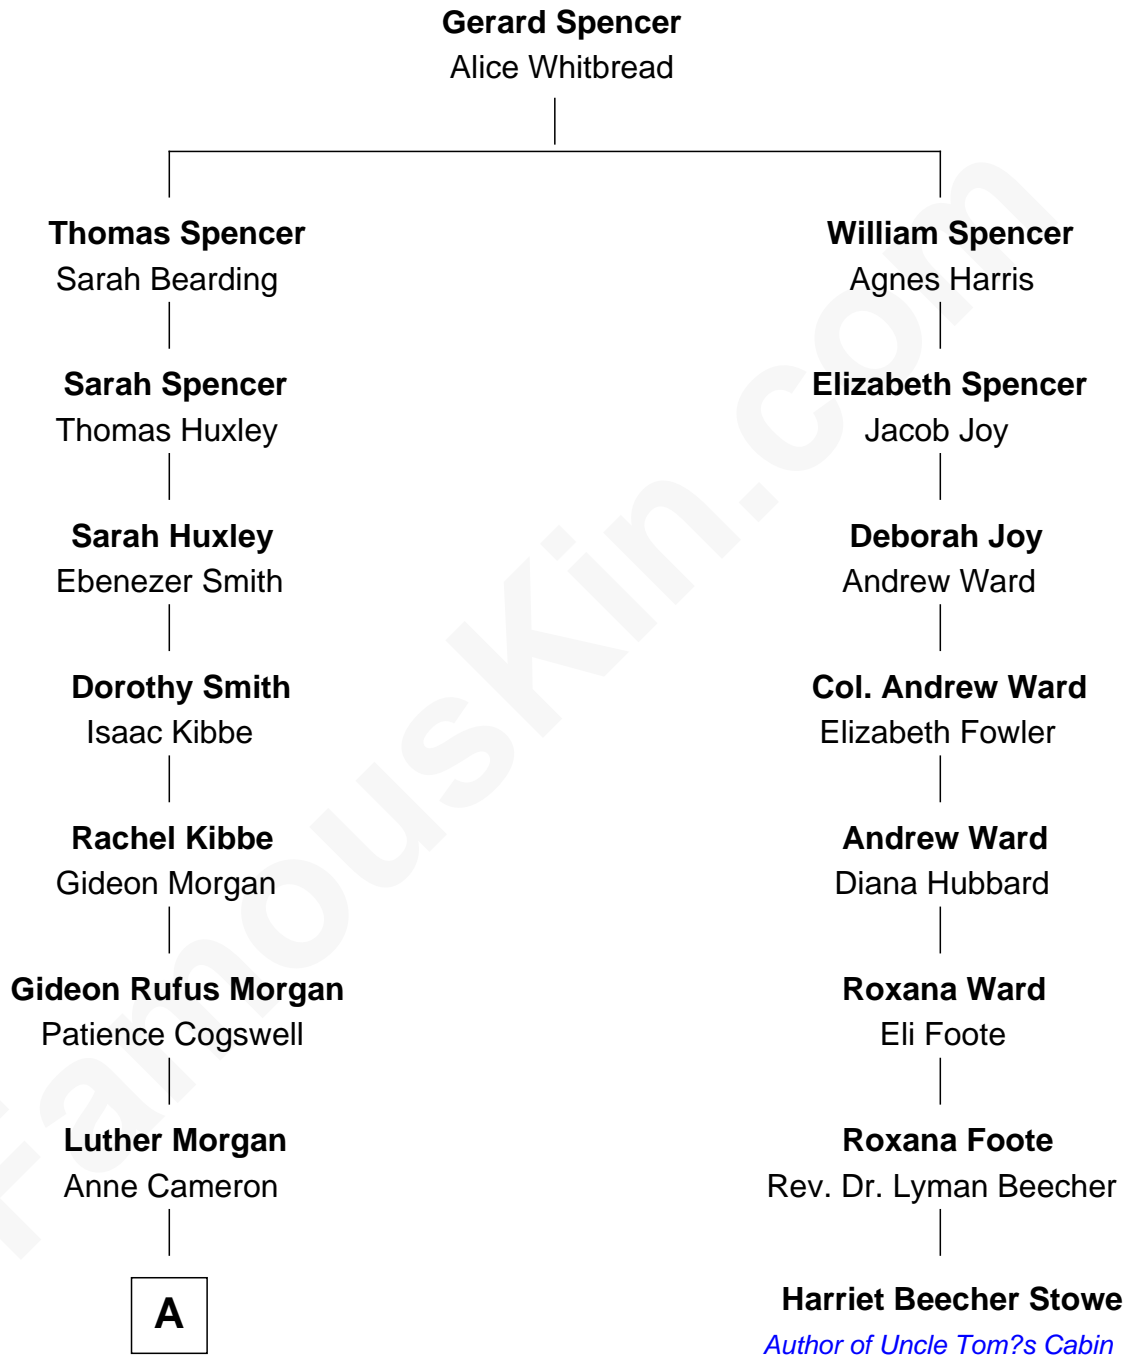 Gerard Spencer
Alice Whitbread
Thomas Spencer
Sarah Bearding
William Spencer
Agnes Harris
Sarah Spencer
Thomas Huxley
Elizabeth Spencer
Jacob Joy
Sarah Huxley
Ebenezer Smith
Deborah Joy
Andrew Ward
Dorothy Smith
Isaac Kibbe
Col. Andrew Ward
Elizabeth Fowler
Rachel Kibbe
Gideon Morgan
Andrew Ward
Diana Hubbard
Gideon Rufus Morgan
Patience Cogswell
Roxana Ward
Eli Foote
Luther Morgan
Anne Cameron
Roxana Foote
Rev. Dr. Lyman Beecher
A
Harriet Beecher Stowe
Author of Uncle Tom?s Cabin
FamousKin.com